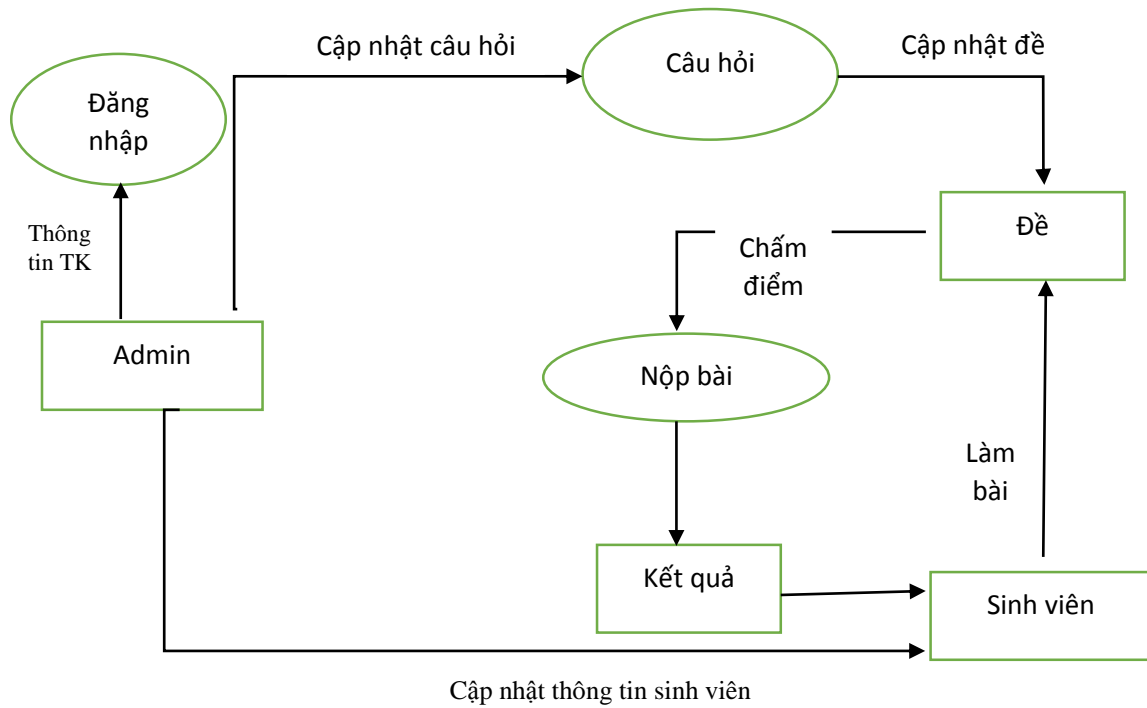 Cập nhật câu hỏi
Câu hỏi
Cập nhật đề
Đăng
nhập
Thông
tin TK
Đề
Chấm
điểm
Admin
Nộp bài
Làm
bài
Kết quả
Sinh viên
Cập nhật thông tin sinh viên